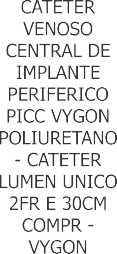 CATETER
VENOSO
CENTRAL DE
IMPLANTE
PERIFERICO
PICC VYGON
POLIURETANO
- CATETER
LUMEN UNICO
2FR E 30CM
COMPR -
VYGON